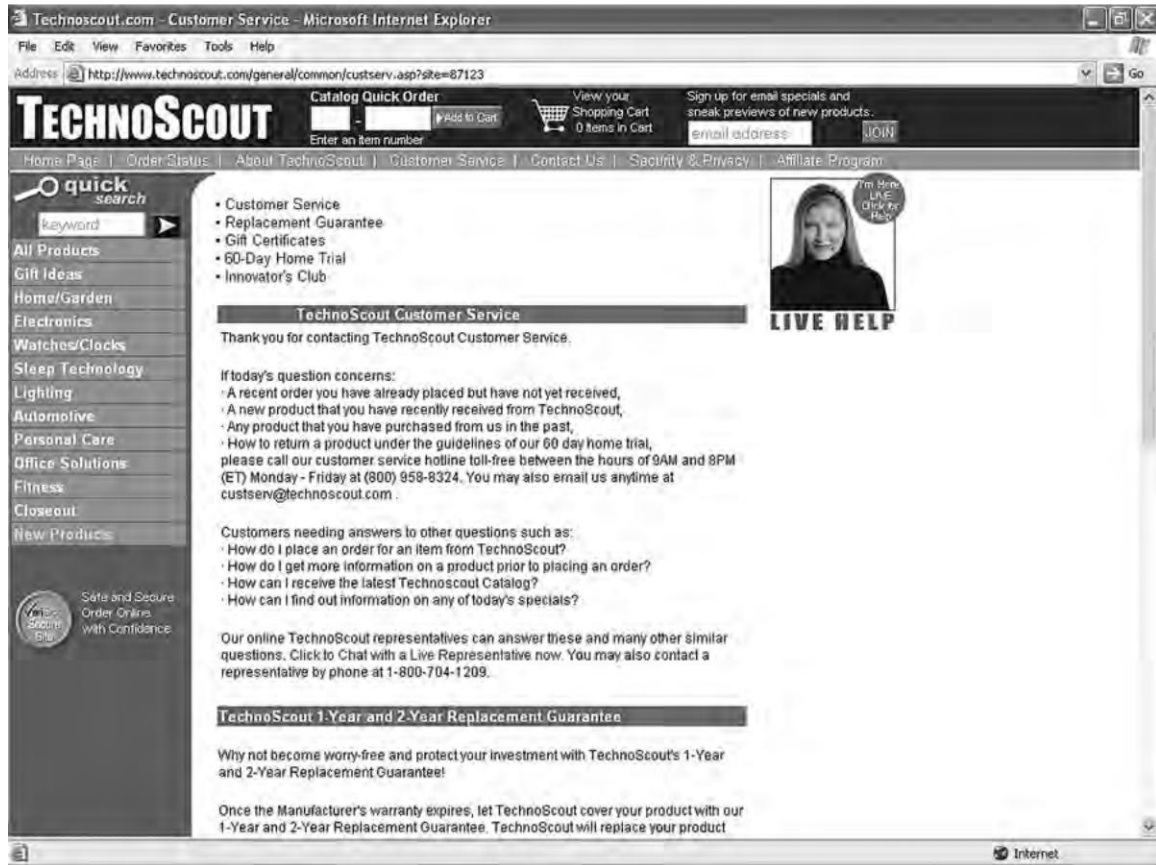 Technoscout.com - Customer Service - Microsoft Internet Explorer
File Edit View Favorites Tools Help
Address http://www.technoscout.com/general/common/custserv.asp?site=87123 Go
TECHNOSCOUT
Catalog Quick Order
- Add to Cart
Enter an item number
View your
Shopping Cart
0 Items in Cart
Sign up for email specials and
sneak previews of new products.
email address JOIN
Home Page | Order Status | About TechnoScout | Customer Service | Contact Us | Security & Privacy | Affiliate Program
quick
search
keyword
All Products
Gift Ideas
Home/Garden
Electronics
Watches/Clocks
Sleep Technology
Lighting
Automotive
Personal Care
Office Solutions
Fitness
Closeout
New Products
Safe and Secure
Order Online
with Confidence
Secure
Site
• Customer Service
• Replacement Guarantee
• Gift Certificates
• 60-Day Home Trial
• Innovator's Club
I'm Here
LIVE
Click for
Help
LIVE HELP
TechnoScout Customer Service
Thank you for contacting TechnoScout Customer Service.
If today's question concerns:
· A recent order you have already placed but have not yet received,
· A new product that you have recently received from TechnoScout,
· Any product that you have purchased from us in the past,
· How to return a product under the guidelines of our 60 day home trial,
please call our customer service hotline toll-free between the hours of 9AM and 8PM
(ET) Monday - Friday at (800) 958-8324. You may also email us anytime at
custserv@technoscout.com .
Customers needing answers to other questions such as:
· How do I place an order for an item from TechnoScout?
· How do I get more information on a product prior to placing an order?
· How can I receive the latest Technoscout Catalog?
· How can I find out information on any of today's specials?
Our online TechnoScout representatives can answer these and many other similar
questions. Click to Chat with a Live Representative now. You may also contact a
representative by phone at 1-800-704-1209.
TechnoScout 1-Year and 2-Year Replacement Guarantee
Why not become worry-free and protect your investment with TechnoScout's 1-Year
and 2-Year Replacement Guarantee!
Once the Manufacturer's warranty expires, let TechnoScout cover your product with our
1-Year and 2-Year Replacement Guarantee. TechnoScout will replace your product
Internet